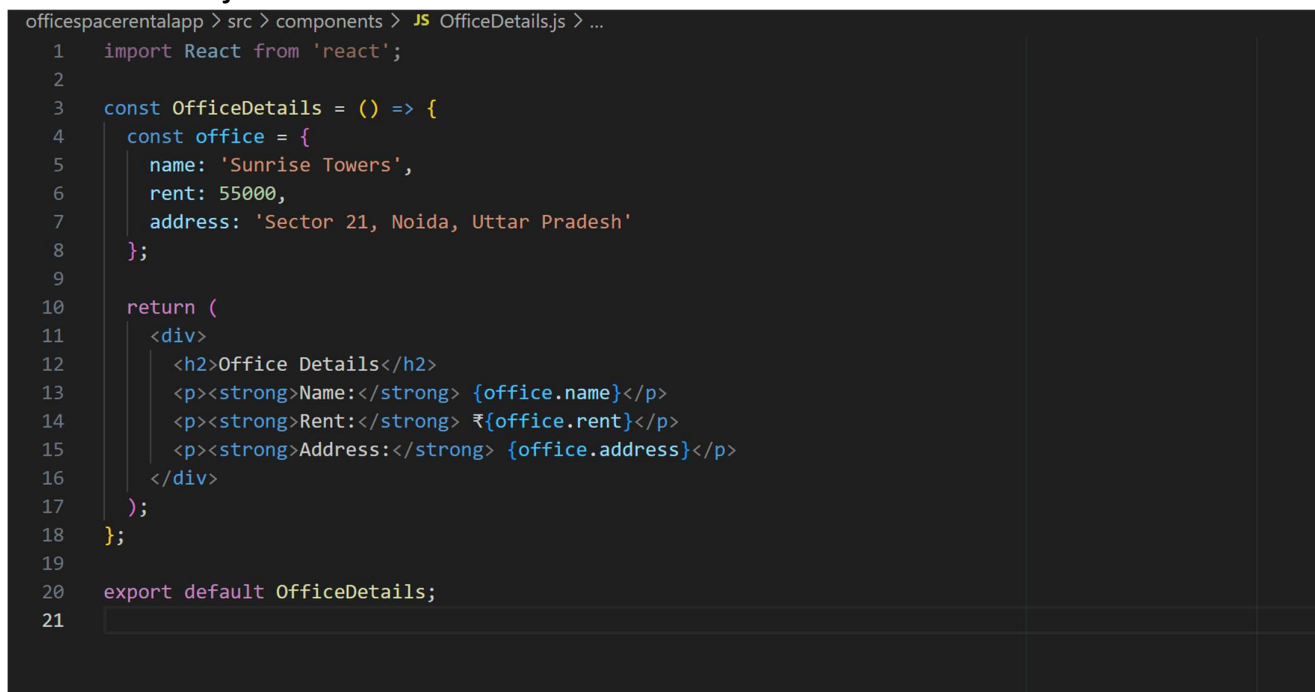 officespacerentalapp > src > components > JS OfficeDetails.js > ...
1 import React from 'react';
2
3 const OfficeDetails = () => {
4 const office = {
5 name: 'Sunrise Towers',
6 rent: 55000,
7 address: 'Sector 21, Noida, Uttar Pradesh'
8 };
9
10 return (
11 <div>
12 <h2>Office Details</h2>
13 <p><strong>Name:</strong> {office.name}</p>
14 <p><strong>Rent:</strong> ₹{office.rent}</p>
15 <p><strong>Address:</strong> {office.address}</p>
16 </div>
17 );
18 };
19
20 export default OfficeDetails;
21